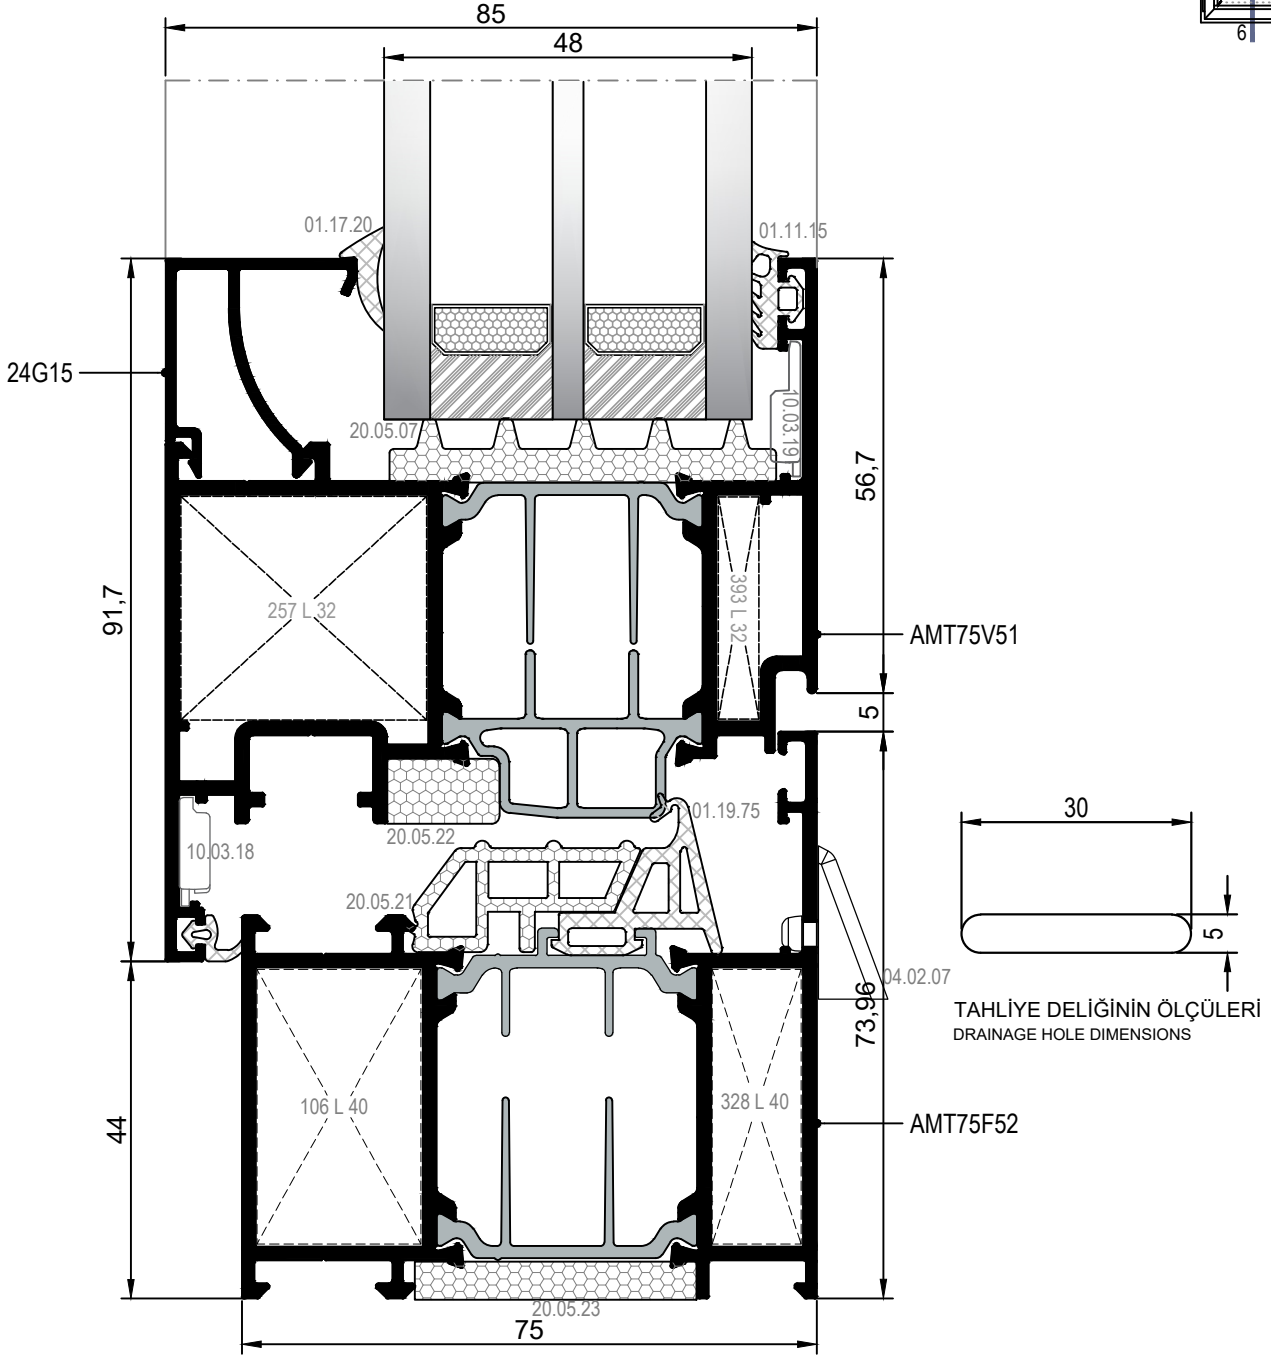 85
48
6
01.17.20
01.11.15
24G15
20.05.07
10.03.19
56,7
91,7
257 L 32
393 L 32
AMT75V51
5
01.19.75
20.05.22
10.03.18
20.05.21
30
5
04.02.07
73,96
TAHLİYE DELİĞİNİN ÖLÇÜLERİ
DRAINAGE HOLE DIMENSIONS
44
106 L 40
328 L 40
AMT75F52
20.05.23
75